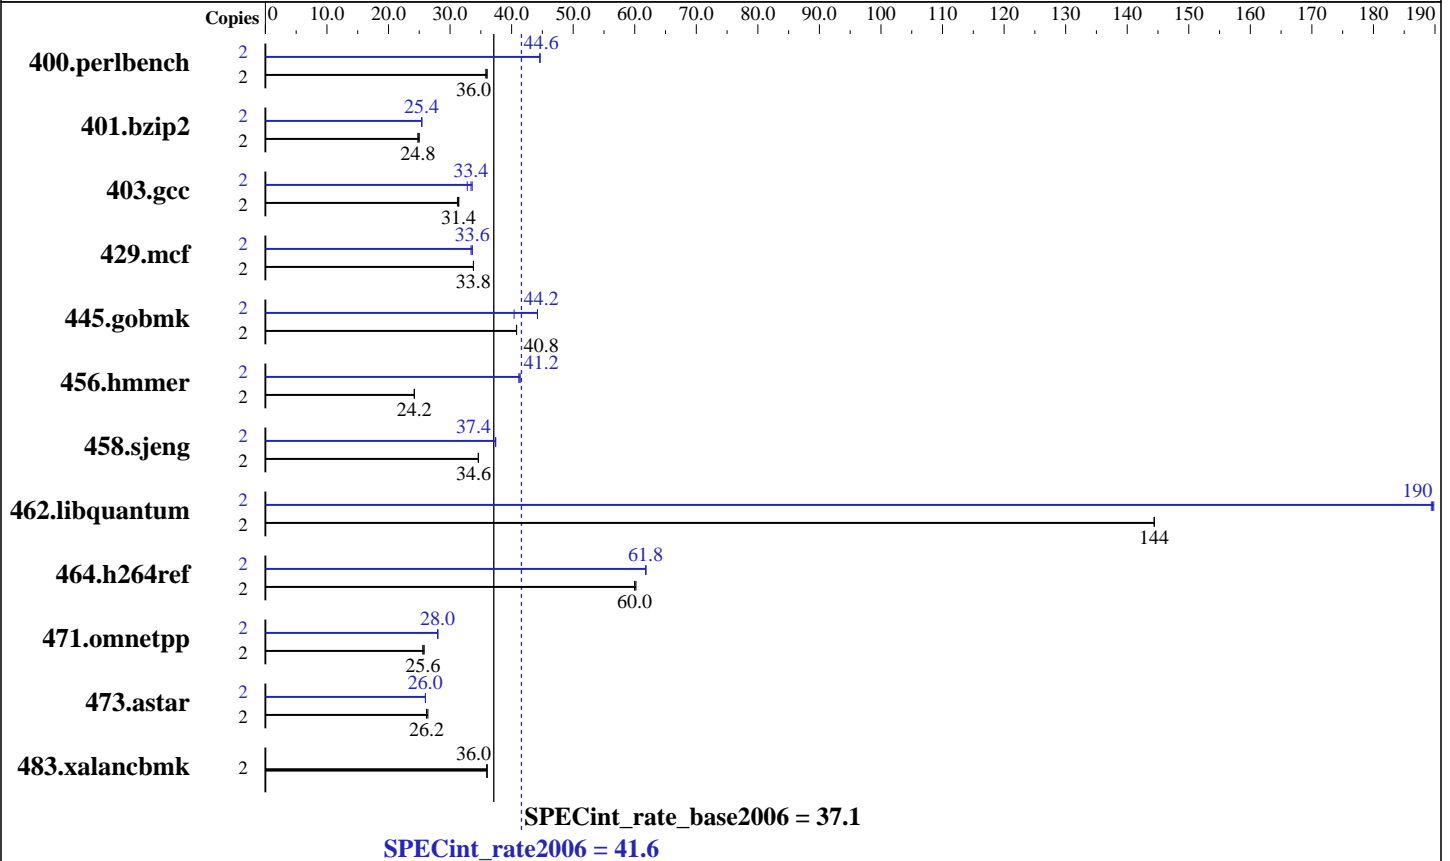 Copies 0 10.0 20.0 30.0 40.0 50.0 60.0 70.0 80.0 90.0 100 110 120 130 140 150 160 170 180 190
400.perlbench 2 44.6
2 36.0
401.bzip2 2 25.4
2 24.8
403.gcc 2 33.4
2 31.4
429.mcf 2 33.6
2 33.8
445.gobmk 2 44.2
2 40.8
456.hmmer 2 41.2
2 24.2
458.sjeng 2 37.4
2 34.6
462.libquantum 2 190
2 144
464.h264ref 2 61.8
2 60.0
471.omnetpp 2 28.0
2 25.6
473.astar 2 26.0
2 26.2
483.xalancbmk 2 36.0
SPECint_rate_base2006 = 37.1
SPECint_rate2006 = 41.6